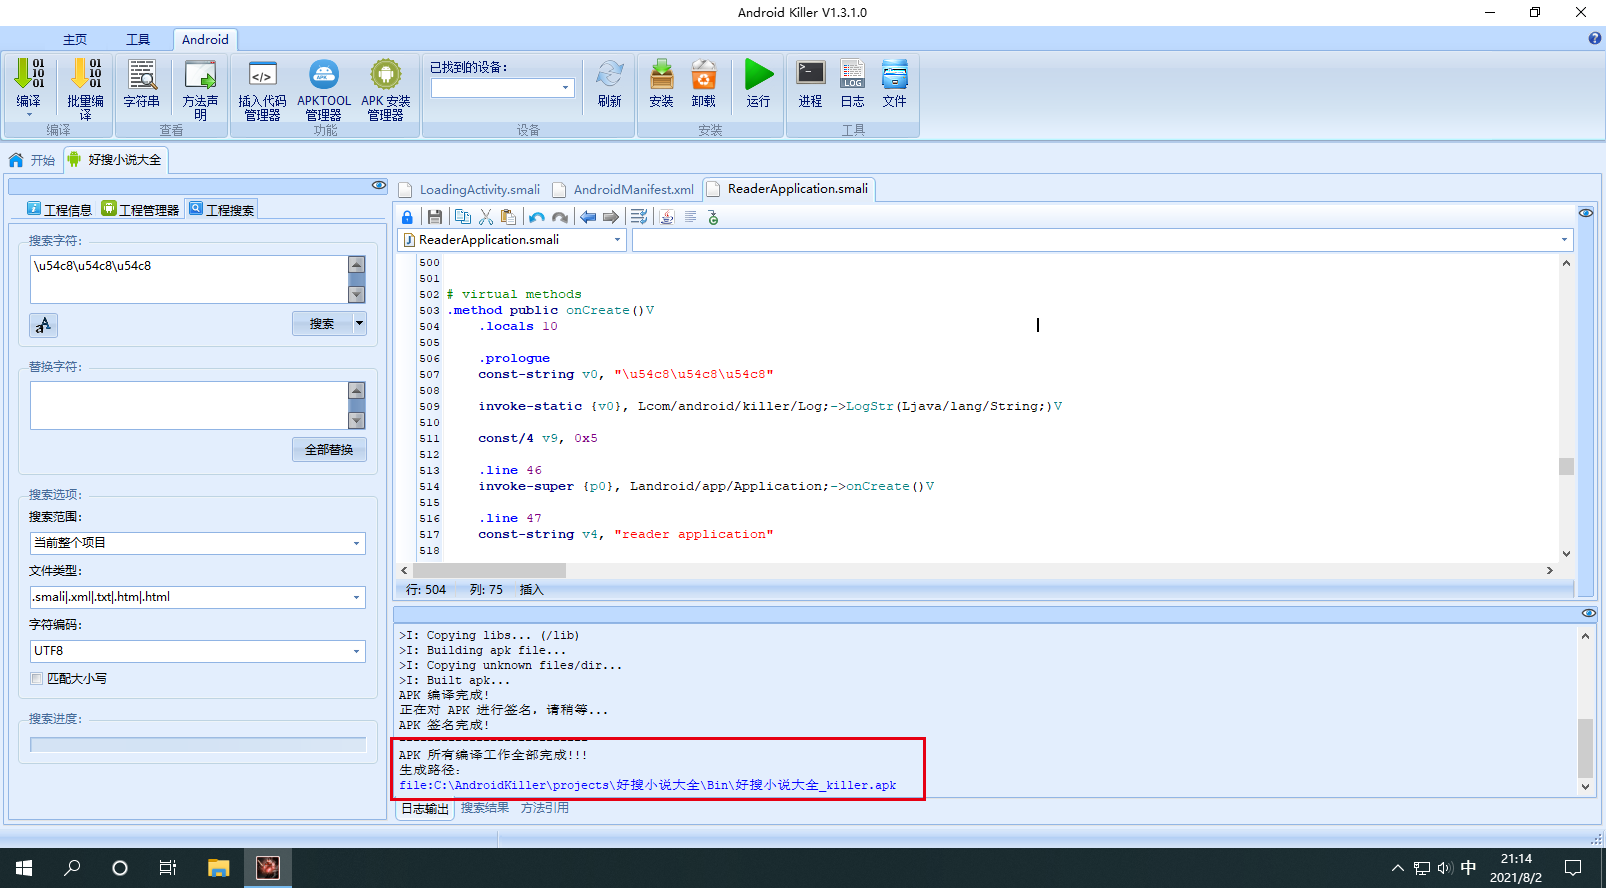 Android Killer V1.3.1.0
主页
工具
Android
编译
批量编
译
字符串
方法声
明
插入代码
管理器
APKTOOL
管理器
APK 安装
管理器
已找到的设备:
刷新
安装
卸载
运行
进程
日志
文件
编译
查看
功能
设备
安装
工具
开始
好搜小说大全
工程信息
工程管理器
工程搜索
搜索字符:
\u54c8\u54c8\u54c8
搜索
替换字符:
全部替换
搜索选项:
搜索范围:
当前整个项目
文件类型:
.smali|.xml|.txt|.htm|.html
字符编码:
UTF8
匹配大小写
搜索进度:
LoadingActivity.smali
AndroidManifest.xml
ReaderApplication.smali
ReaderApplication.smali
500
501
502 # virtual methods
503 .method public onCreate()V
504 .locals 10
505
506 .prologue
507 const-string v0, "\u54c8\u54c8\u54c8"
508
509 invoke-static {v0}, Lcom/android/killer/Log;->LogStr(Ljava/lang/String;)V
510
511 const/4 v9, 0x5
512
513 .line 46
514 invoke-super {p0}, Landroid/app/Application;->onCreate()V
515
516 .line 47
517 const-string v4, "reader application"
518
行: 504 列: 75 插入
>I: Copying libs... (/lib)
>I: Building apk file...
>I: Copying unknown files/dir...
>I: Built apk...
APK 编译完成!
正在对 APK 进行签名, 请稍等...
APK 签名完成!
---------------------------
APK 所有编译工作全部完成!!!
生成路径:
file:C:\AndroidKiller\projects\好搜小说大全\Bin\好搜小说大全_killer.apk
日志输出
搜索结果
方法引用
中
21:14
2021/8/2